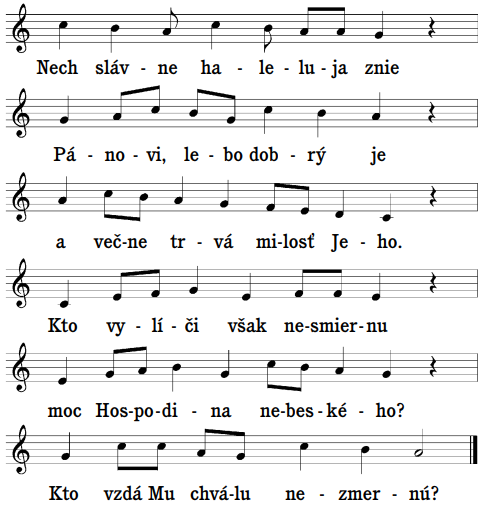 Nech sláv - ne ha - le - lu - ja znie
Pá - no - vi, le - bo dob - rý je
a več - ne tr - vá mi - losť Je - ho.
Kto vy - lí - či však ne - smier - nu
moc Hos - po - di - na ne - bes - ké - ho?
Kto vzdá Mu chvá - lu ne - zmer - nú?